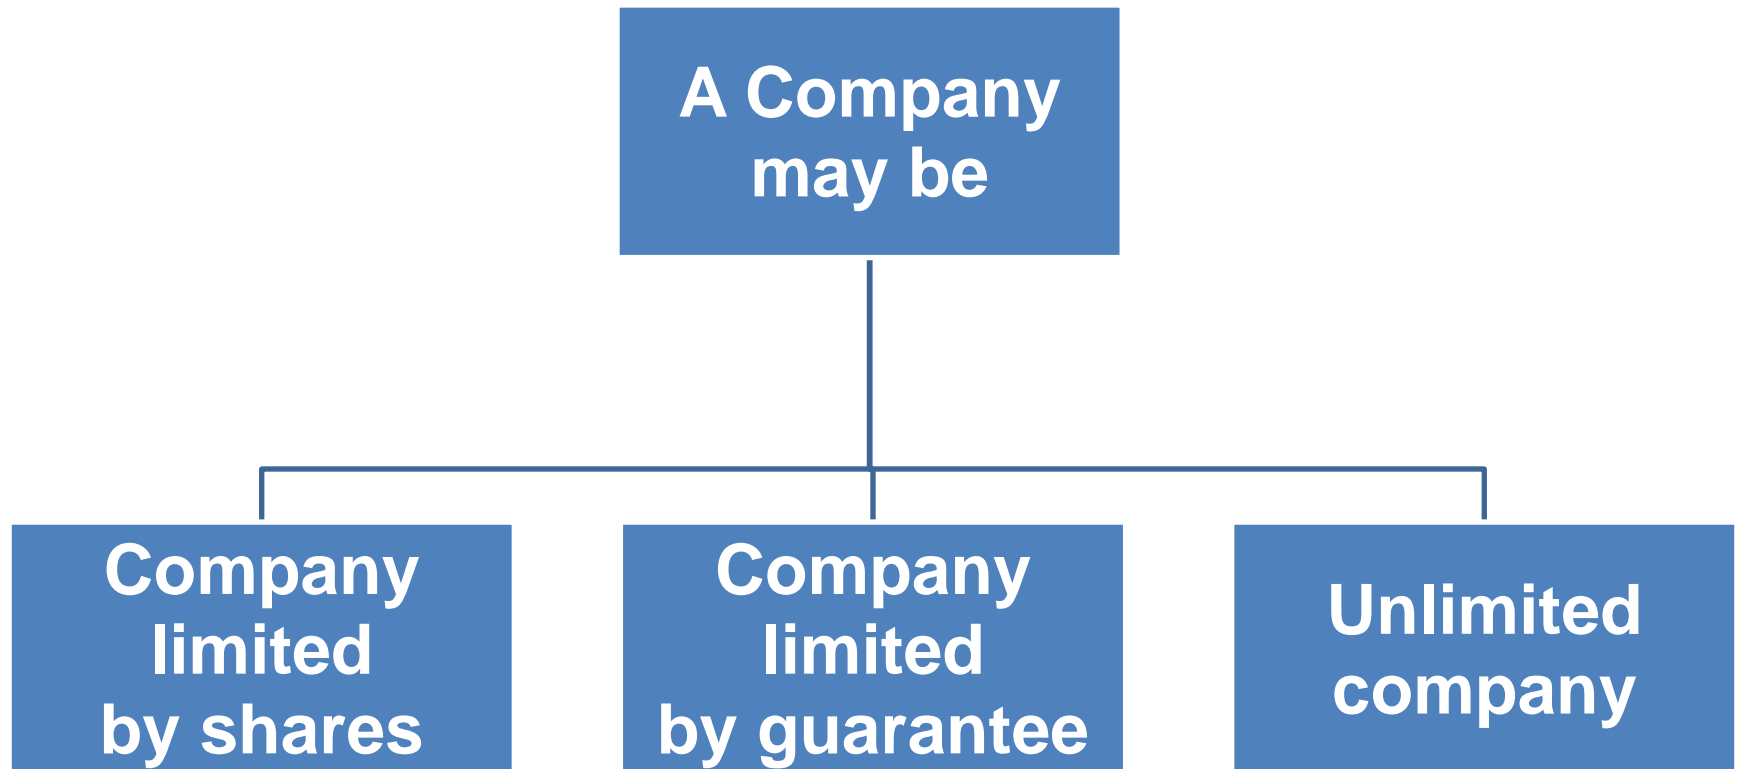 A Company
may be
Company
limited
by shares
Company
limited
by guarantee
Unlimited
company